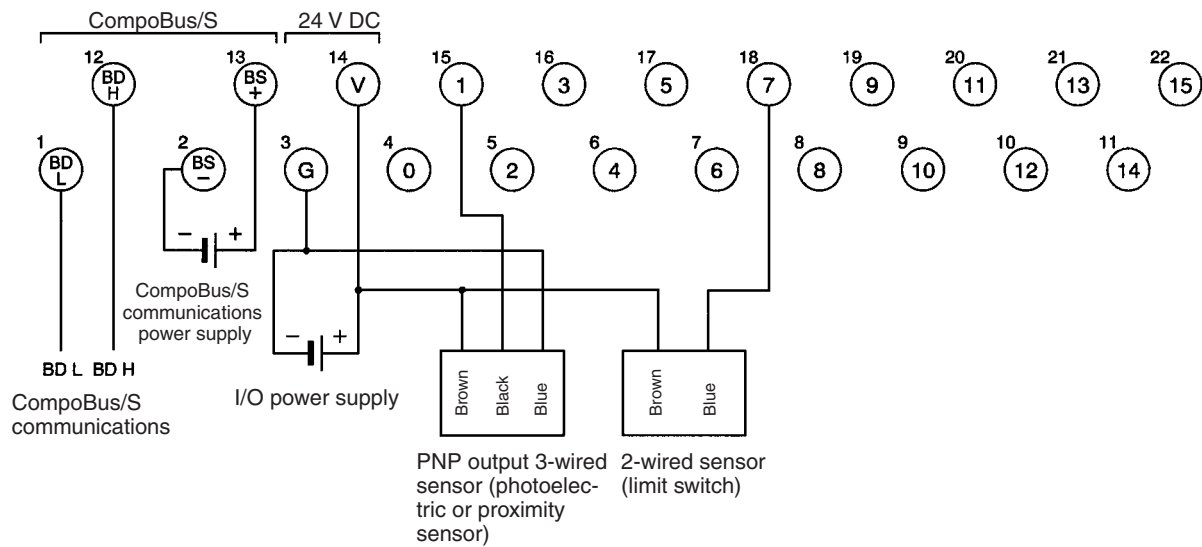 CompoBus/S 24 V DC
12 13 14 15 16 17 18 19 20 21 22
BD H BS + V 1 3 5 7 9 11 13 15
1 2 3 4 5 6 7 8 9 10 11
BD L BS – G 0 2 4 6 8 10 12 14
– +
CompoBus/S
communications
power supply
– +
BD L BD H
CompoBus/S
communications
I/O power supply
Brown Black Blue
Brown Blue
PNP output 3-wired
sensor (photoelec-
tric or proximity
sensor)
2-wired sensor
(limit switch)